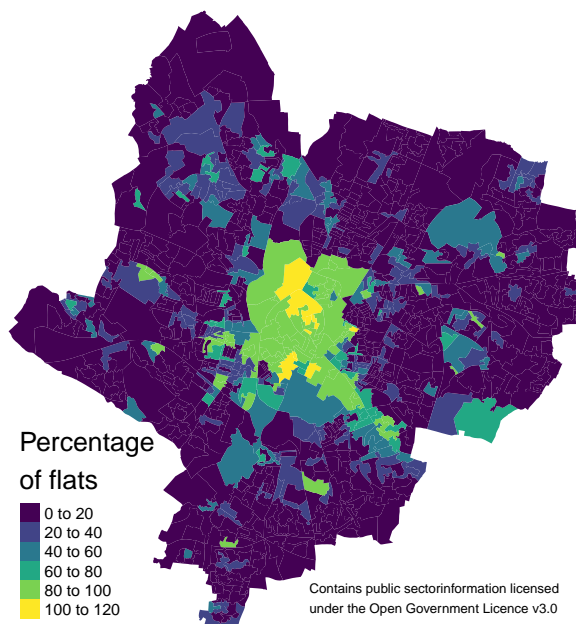 Percentage
of flats
0 to 20
20 to 40
40 to 60
60 to 80
80 to 100
100 to 120
Contains public sectorinformation licensed
under the Open Government Licence v3.0